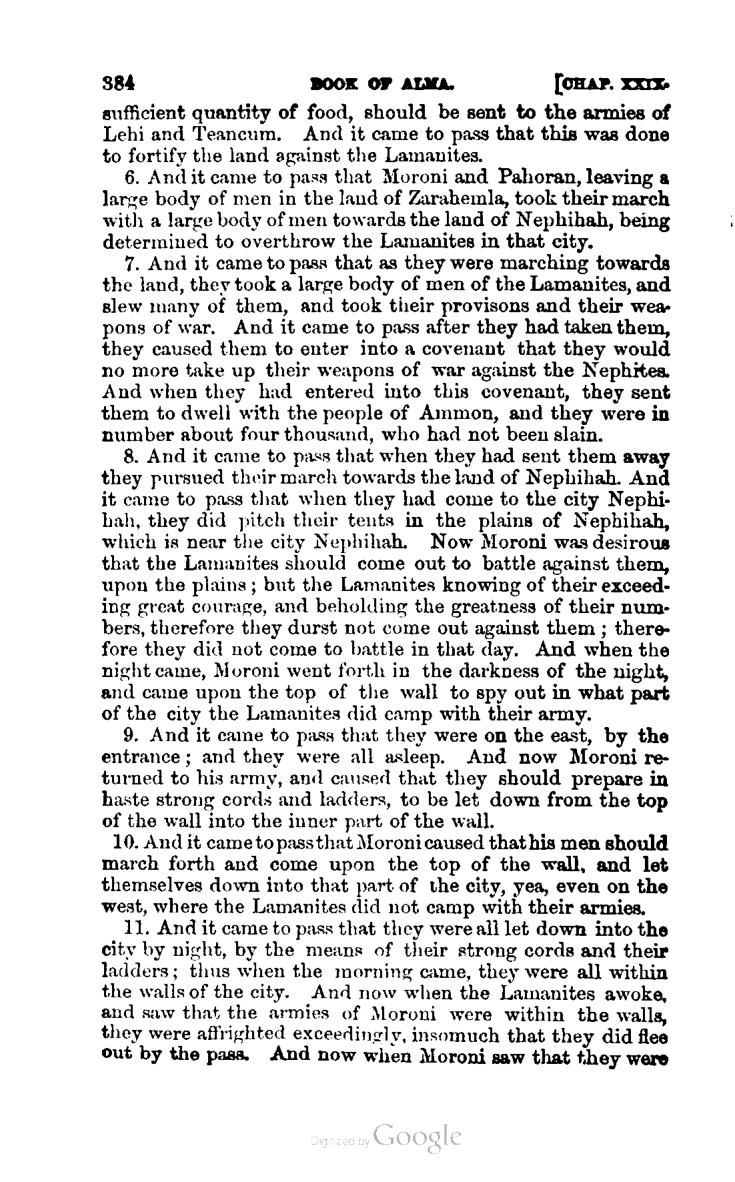 384 BOOK OF ALMA. [CHAP. XXIX.
sufficient quantity of food, should be sent to the armies of
Lehi and Teancum. And it came to pass that this was done
to fortify the land against the Lamanites.
6. And it came to pass that Moroni and Pahoran, leaving a
large body of men in the land of Zarahemla, took their march
with a large body of men towards the land of Nephihah, being
determined to overthrow the Lamanites in that city.
7. And it came to pass that as they were marching towards
the land, they took a large body of men of the Lamanites, and
slew many of them, and took their provisons and their wea-
pons of war. And it came to pass after they had taken them,
they caused them to enter into a covenant that they would
no more take up their weapons of war against the Nephites.
And when they had entered into this covenant, they sent
them to dwell with the people of Ammon, and they were in
number about four thousand, who had not been slain.
8. And it came to pass that when they had sent them away
they pursued their march towards the land of Nephihah. And
it came to pass that when they had come to the city Nephi-
hah, they did pitch their tents in the plains of Nephihah,
which is near the city Nephihah. Now Moroni was desirous
that the Lamanites should come out to battle against them,
upon the plains; but the Lamanites knowing of their exceed-
ing great courage, and beholding the greatness of their num-
bers, therefore they durst not come out against them; there-
fore they did not come to battle in that day. And when the
night came, Moroni went forth in the darkness of the night,
and came upon the top of the wall to spy out in what part
of the city the Lamanites did camp with their army.
9. And it came to pass that they were on the east, by the
entrance; and they were all asleep. And now Moroni re-
turned to his army, and caused that they should prepare in
haste strong cords and ladders, to be let down from the top
of the wall into the inner part of the wall.
10. And it came to pass that Moroni caused that his men should
march forth and come upon the top of the wall, and let
themselves down into that part of the city, yea, even on the
west, where the Lamanites did not camp with their armies.
11. And it came to pass that they were all let down into the
city by night, by the means of their strong cords and their
ladders; thus when the morning came, they were all within
the walls of the city. And now when the Lamanites awoke,
and saw that the armies of Moroni were within the walls,
they were affrighted exceedingly, insomuch that they did flee
out by the pass. And now when Moroni saw that they were
Digitized by Google